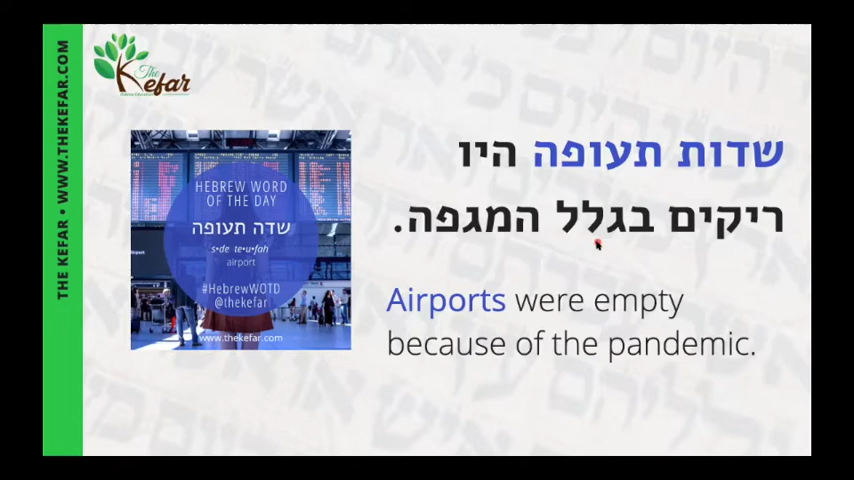 THE KEFAR • WWW.THEKEFAR.COM
The
Kefar
HEBREW WORD
OF THE DAY
שדה תעופה
s•de te•u•fah
airport
#HebrewWOTD
@thekefar
www.thekefar.com
שדות תעופה היו
ריקים בגלל המגפה.
Airports were empty
because of the pandemic.